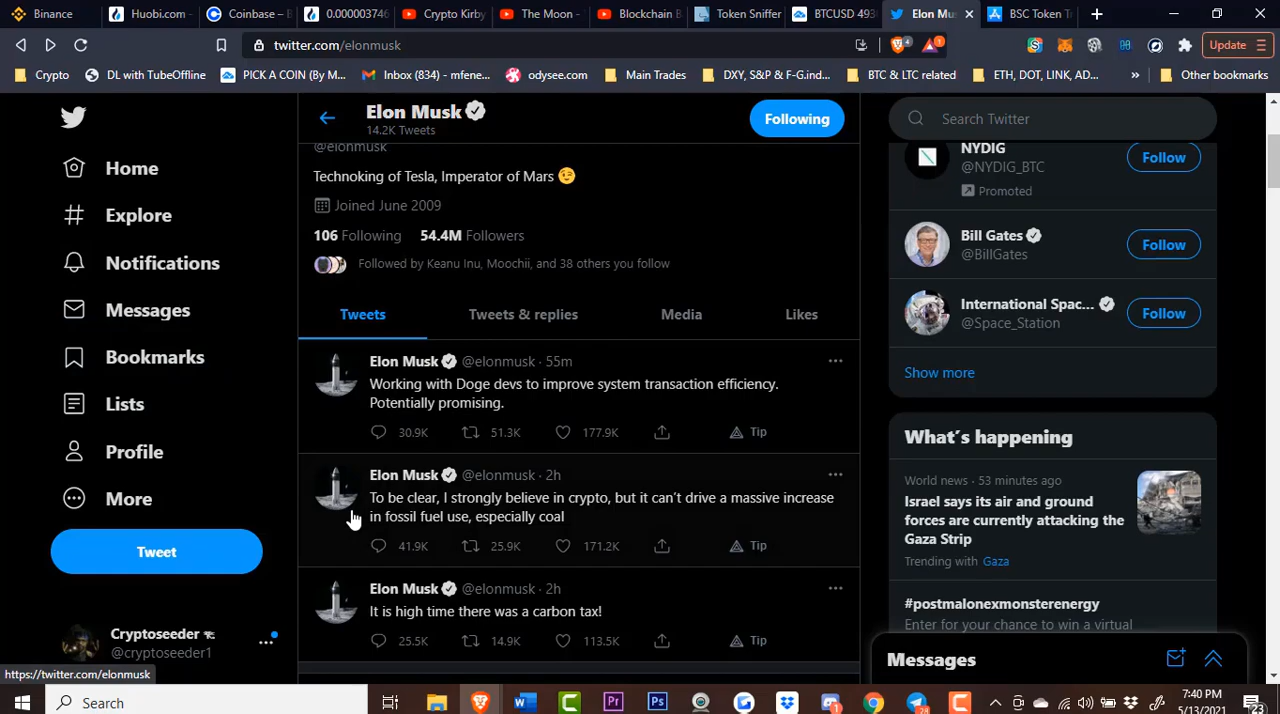 Binance
Huobi.com
Coinbase – B
0.000003746
Crypto Kirby
The Moon -
Blockchain B
Token Sniffer
BTCUSD 493
Elon Mus
BSC Token T
twitter.com/elonmusk
4
1
Update
Crypto
DL with TubeOffline
PICK A COIN (By M...
Inbox (834) - mfene...
odysee.com
Main Trades
DXY, S&P & F-G.ind...
BTC & LTC related
ETH, DOT, LINK, AD...
»
Other bookmarks
Home
Explore
Notifications
Messages
Bookmarks
Lists
Profile
More
Tweet
Cryptoseeder
@cryptoseeder1
https://twitter.com/elonmusk
Elon Musk
14.2K Tweets
Following
@elonmusk
Technoking of Tesla, Imperator of Mars 😉
Joined June 2009
106 Following 54.4M Followers
Followed by Keanu Inu, Moochii, and 38 others you follow
Tweets
Tweets & replies
Media
Likes
Elon Musk @elonmusk · 55m
Working with Doge devs to improve system transaction efficiency.
Potentially promising.
30.9K 51.3K 177.9K Tip
Elon Musk @elonmusk · 2h
To be clear, I strongly believe in crypto, but it can’t drive a massive increase
in fossil fuel use, especially coal
41.9K 25.9K 171.2K Tip
Elon Musk @elonmusk · 2h
It is high time there was a carbon tax!
25.5K 14.9K 113.5K Tip
Search Twitter
NYDIG
@NYDIG_BTC
Promoted
Follow
Bill Gates
@BillGates
Follow
International Spac...
@Space_Station
Follow
Show more
What’s happening
World news · 53 minutes ago
Israel says its air and ground
forces are currently attacking the
Gaza Strip
Trending with Gaza
#postmalonexmonsterenergy
Enter for your chance to win a virtual
Messages
Search
7:40 PM
5/13/2021
23